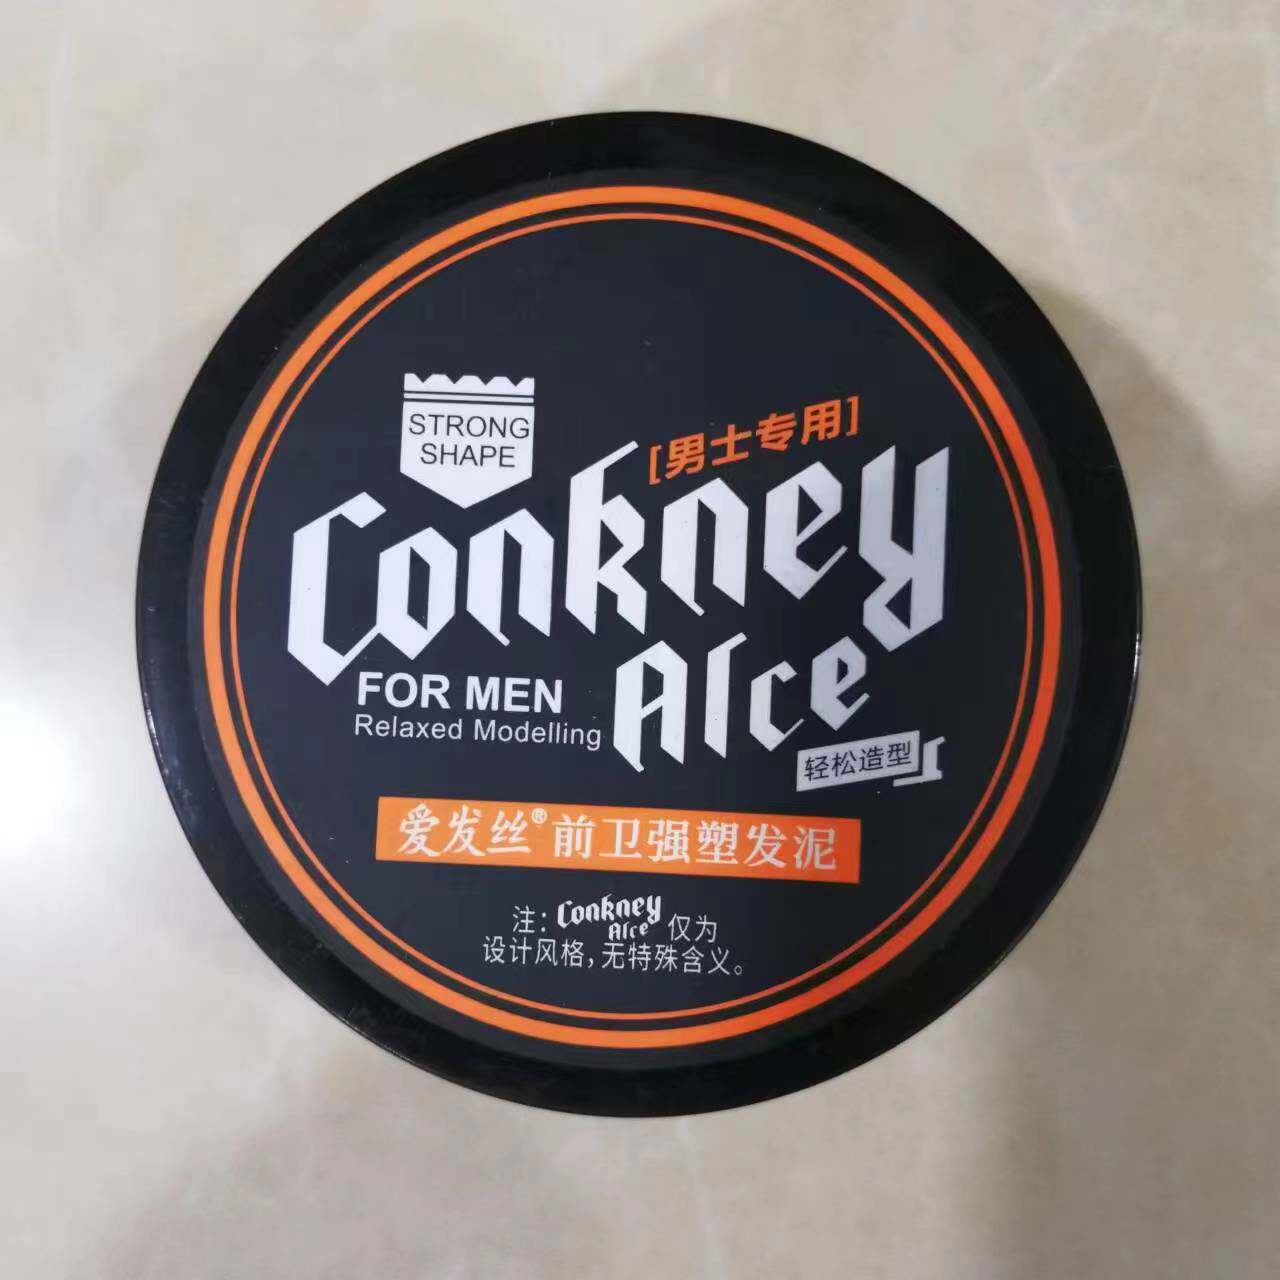 STRONG
SHAPE
[男士专用]
Conkney
Alce
FOR MEN
Relaxed Modelling
轻松造型
爱发丝® 前卫强塑发泥
注：Conkney Alce 仅为
设计风格，无特殊含义。